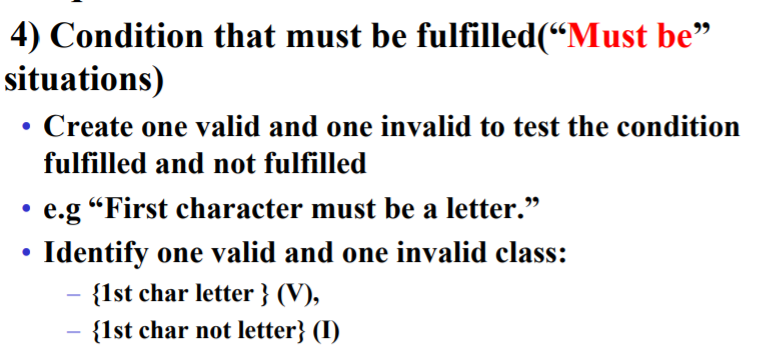 4) Condition that must be fulfilled(“Must be”
situations)
• Create one valid and one invalid to test the condition
fulfilled and not fulfilled
• e.g “First character must be a letter.”
• Identify one valid and one invalid class:
– {1st char letter } (V),
– {1st char not letter} (I)